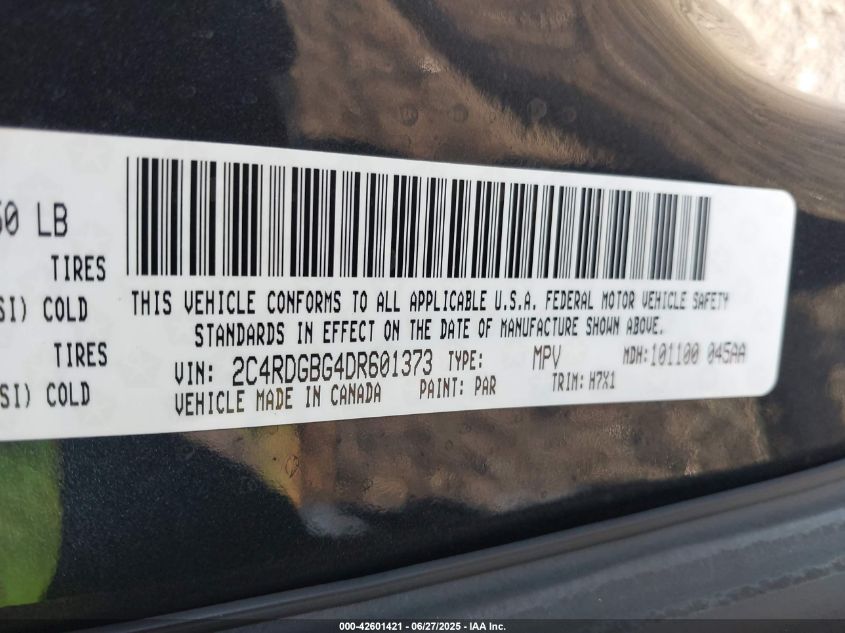 50 LB
TIRES
SI) COLD
TIRES
SI) COLD
THIS VEHICLE CONFORMS TO ALL APPLICABLE U.S.A. FEDERAL MOTOR VEHICLE SAFETY
STANDARDS IN EFFECT ON THE DATE OF MANUFACTURE SHOWN ABOVE.
VIN: 2C4RDGBG4DR601373 TYPE: MPV MDH: 101100 045AA
VEHICLE MADE IN CANADA PAINT: PAR TRIM: H7X1
000-42601421 - 06/27/2025 - IAA Inc.